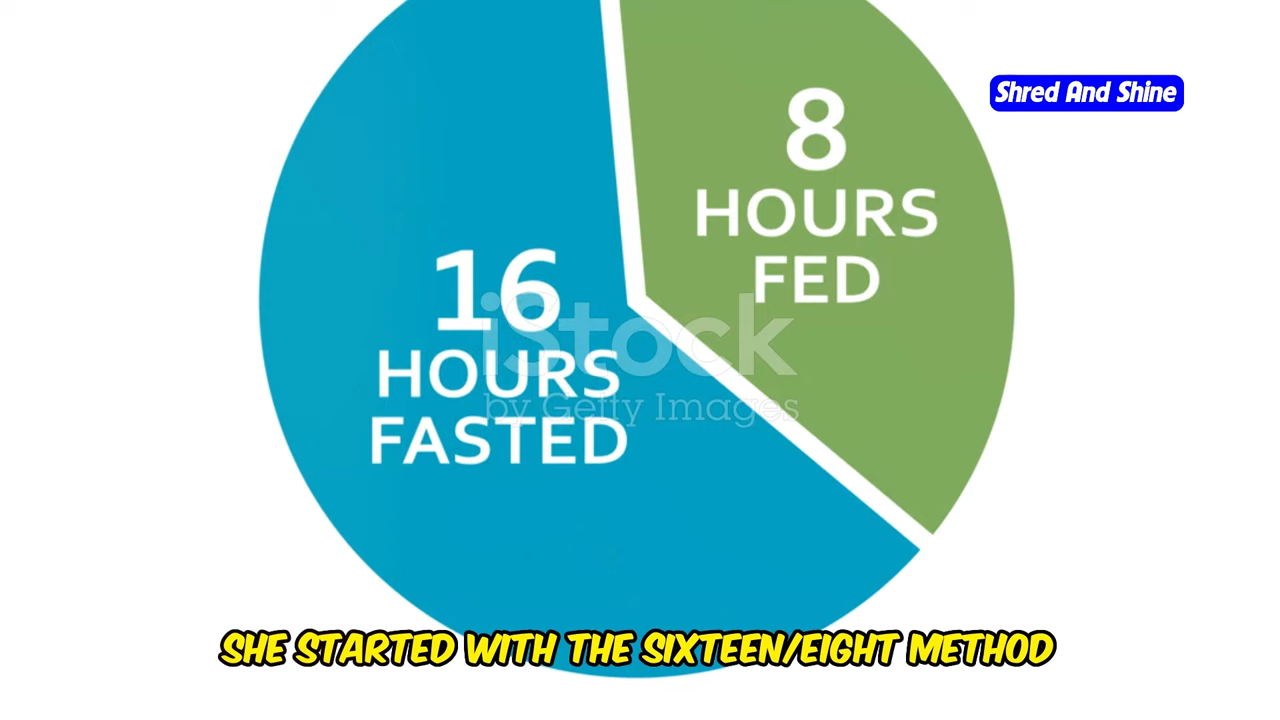 Shred And Shine
8
HOURS
FED
16
HOURS
FASTED
iStock
by Getty Images
SHE STARTED WITH THE SIXTEEN/EIGHT METHOD